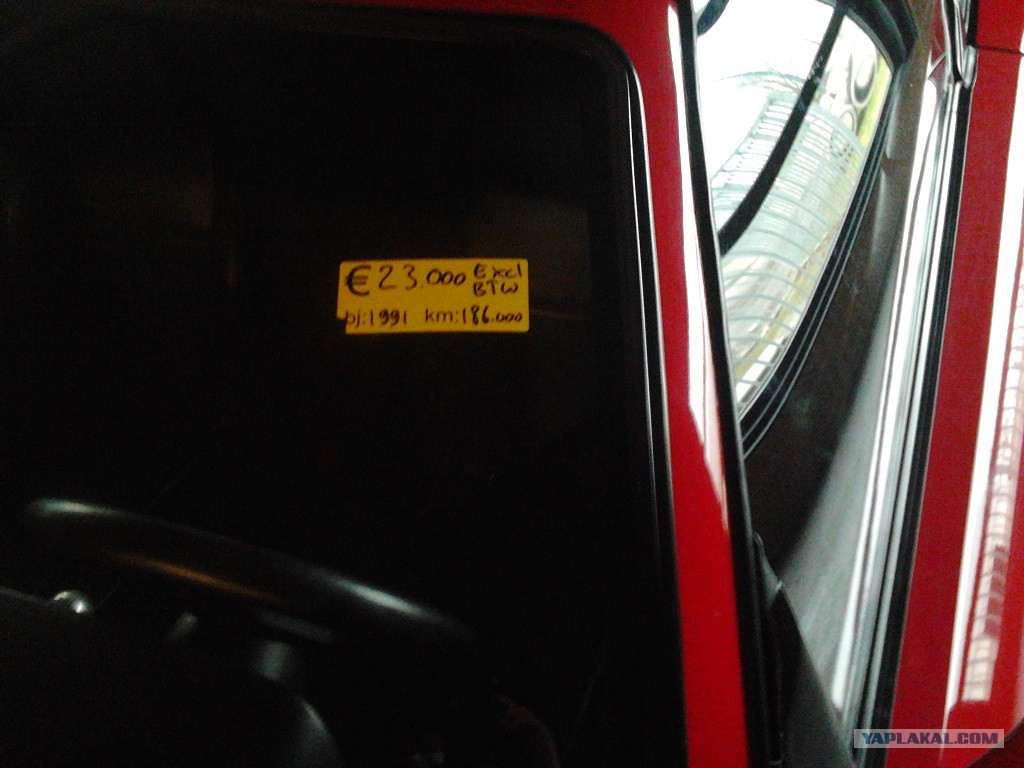 € 23.000 Excl
BTW
bj:1991 km:186.000
YAPLAKAL.COM